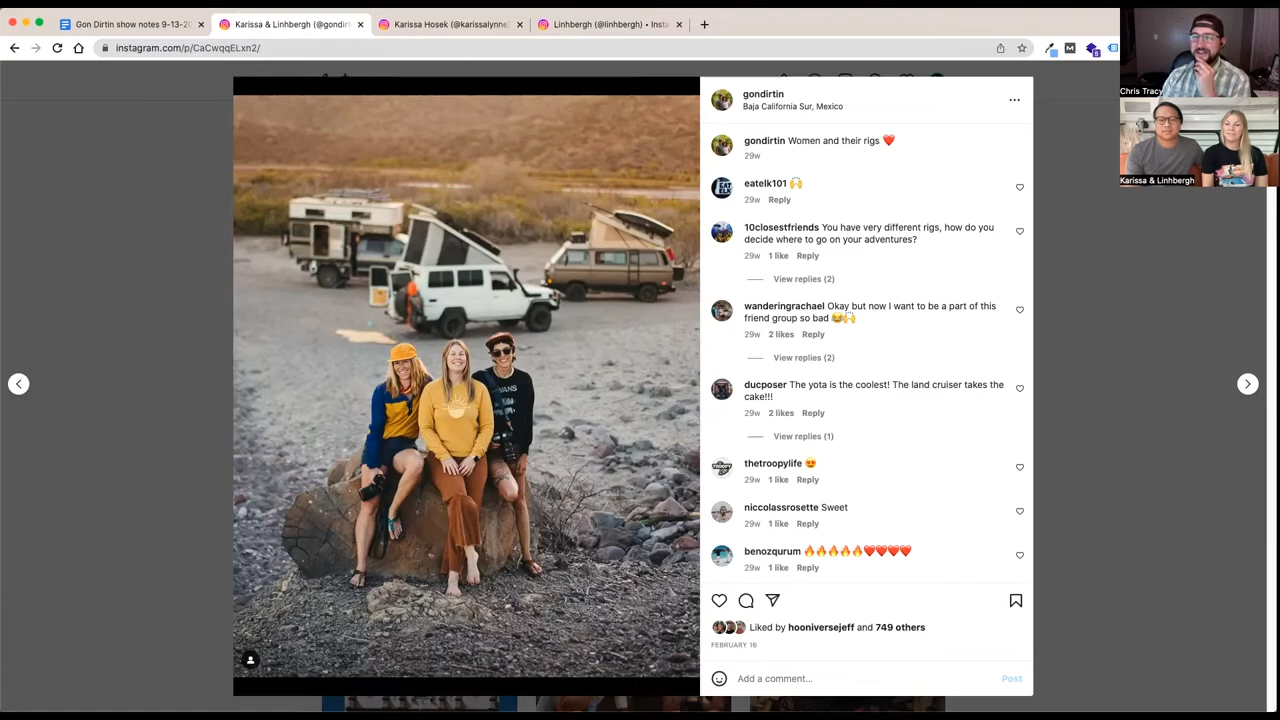 Gon Dirtin show notes 9-13-20
Karissa & Linhbergh (@gondirt
Karissa Hosek (@karissalynne
Linhbergh (@linhbergh) • Insta
instagram.com/p/CaCwqqELxn2/
Chris Tracy
Karissa & Linhbergh
gondirtin
Baja California Sur, Mexico
gondirtin Women and their rigs ❤️
29w
EAT
ELK
eatelk101 🙌
29w Reply
10closestfriends You have very different rigs, how do you
decide where to go on your adventures?
29w 1 like Reply
View replies (2)
wanderingrachael Okay but now I want to be a part of this
friend group so bad 😂🙌
29w 2 likes Reply
View replies (2)
ducposer The yota is the coolest! The land cruiser takes the
cake!!!
29w 2 likes Reply
View replies (1)
TROOPY
thetroopylife 😍
29w 1 like Reply
niccolassrosette Sweet
29w 1 like Reply
benozqurum 🔥🔥🔥🔥🔥❤️❤️❤️❤️
29w 1 like Reply
Liked by hooniversejeff and 749 others
FEBRUARY 16
Add a comment...
Post
VANS